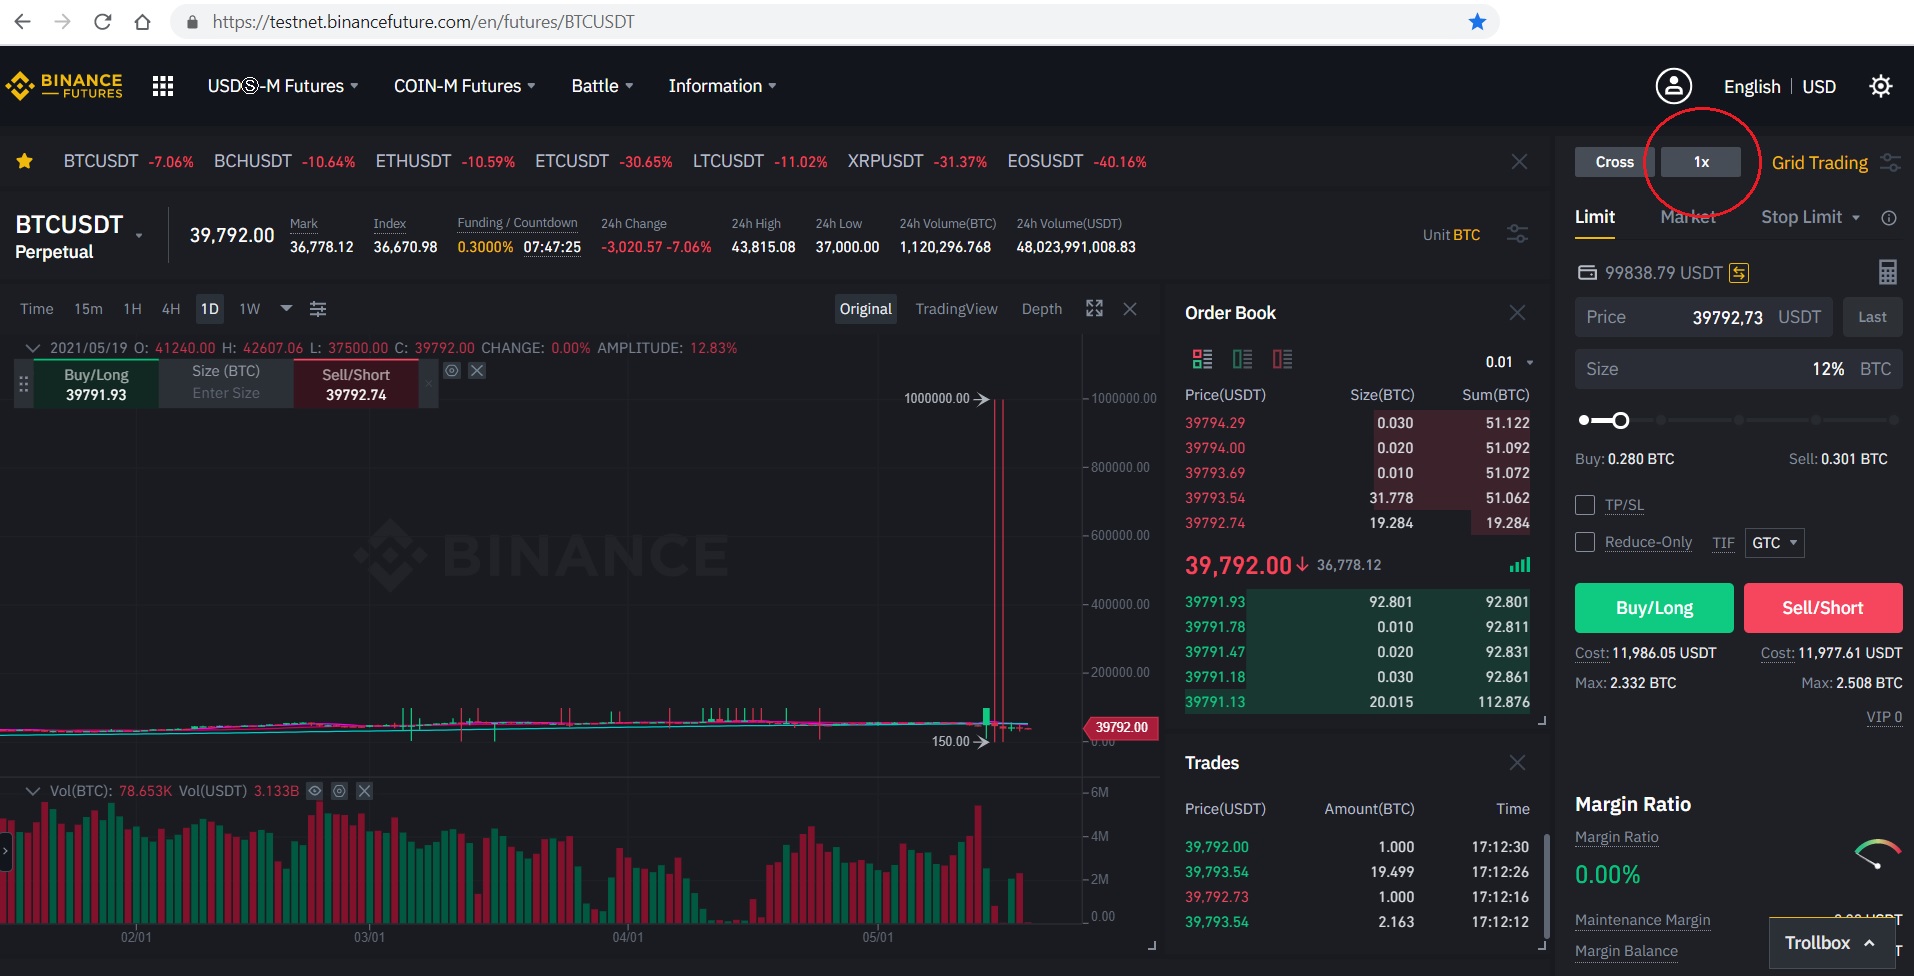 https://testnet.binancefuture.com/en/futures/BTCUSDT
BINANCE
FUTURES
USDⓈ-M Futures COIN-M Futures Battle Information English USD
BTCUSDT -7.06% BCHUSDT -10.64% ETHUSDT -10.59% ETCUSDT -30.65% LTCUSDT -11.02% XRPUSDT -31.37% EOSUSDT -40.16%
Cross 1x Grid Trading
BTCUSDT
Perpetual
39,792.00
Mark Index Funding / Countdown 24h Change 24h High 24h Low 24h Volume(BTC) 24h Volume(USDT)
36,778.12 36,670.98 0.3000% 07:47:25 -3,020.57 -7.06% 43,815.08 37,000.00 1,120,296.768 48,023,991,008.83
Unit BTC
Time 15m 1H 4H 1D 1W Original TradingView Depth
2021/05/19 O: 41240.00 H: 42607.06 L: 37500.00 C: 39792.00 CHANGE: 0.00% AMPLITUDE: 12.83%
Buy/Long Size (BTC) Sell/Short
39791.93 Enter Size 39792.74
1000000.00
1000000.00
800000.00
600000.00
BINANCE
400000.00
200000.00
39792.00
150.00
0.00
Vol(BTC): 78.653K Vol(USDT) 3.133B
6M
4M
2M
0.00
02/01 03/01 04/01 05/01
Order Book
0.01
Price(USDT) Size(BTC) Sum(BTC)
39794.29 0.030 51.122
39794.00 0.020 51.092
39793.69 0.010 51.072
39793.54 31.778 51.062
39792.74 19.284 19.284
39,792.00 36,778.12
39791.93 92.801 92.801
39791.78 0.010 92.811
39791.47 0.020 92.831
39791.18 0.030 92.861
39791.13 20.015 112.876
Trades
Price(USDT) Amount(BTC) Time
39,792.00 1.000 17:12:30
39,793.54 19.499 17:12:26
39,792.73 1.000 17:12:16
39,793.54 2.163 17:12:12
Limit Market Stop Limit
99838.79 USDT
Price 39792,73 USDT Last
Size 12% BTC
Buy: 0.280 BTC Sell: 0.301 BTC
TP/SL
Reduce-Only TIF GTC
Buy/Long Sell/Short
Cost: 11,986.05 USDT Cost: 11,977.61 USDT
Max: 2.332 BTC Max: 2.508 BTC
VIP 0
Margin Ratio
Margin Ratio
0.00%
Maintenance Margin
Margin Balance
Trollbox